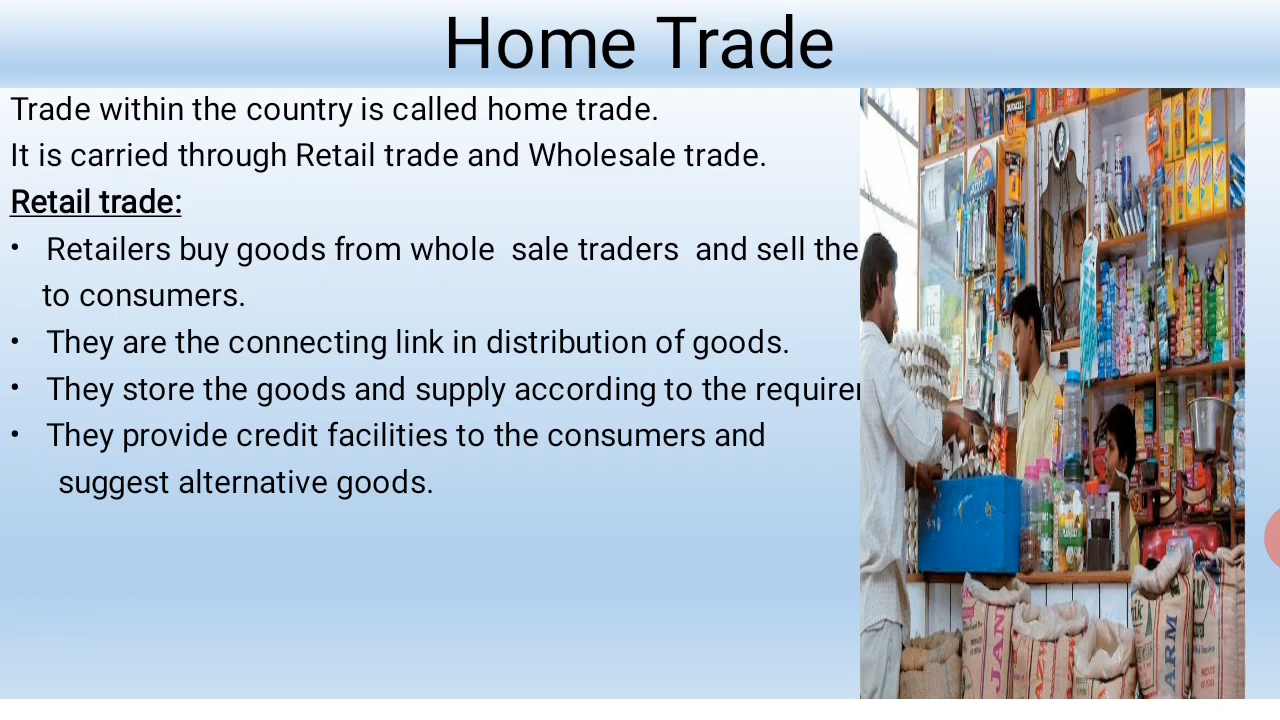 Home Trade
Trade within the country is called home trade.
It is carried through Retail trade and Wholesale trade.
Retail trade:
• Retailers buy goods from whole  sale traders  and sell the
to consumers.
• They are the connecting link in distribution of goods.
• They store the goods and supply according to the requirer
• They provide credit facilities to the consumers and
suggest alternative goods.
DURACELL
JAN
ARM